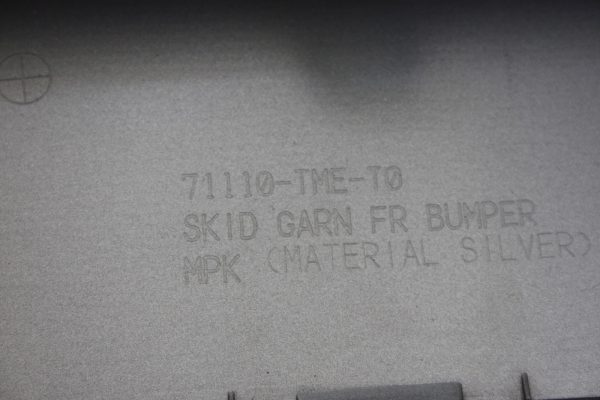 71110-TME-T0
SKID GARN FR BUMPER
MPK (MATERIAL SILVER)